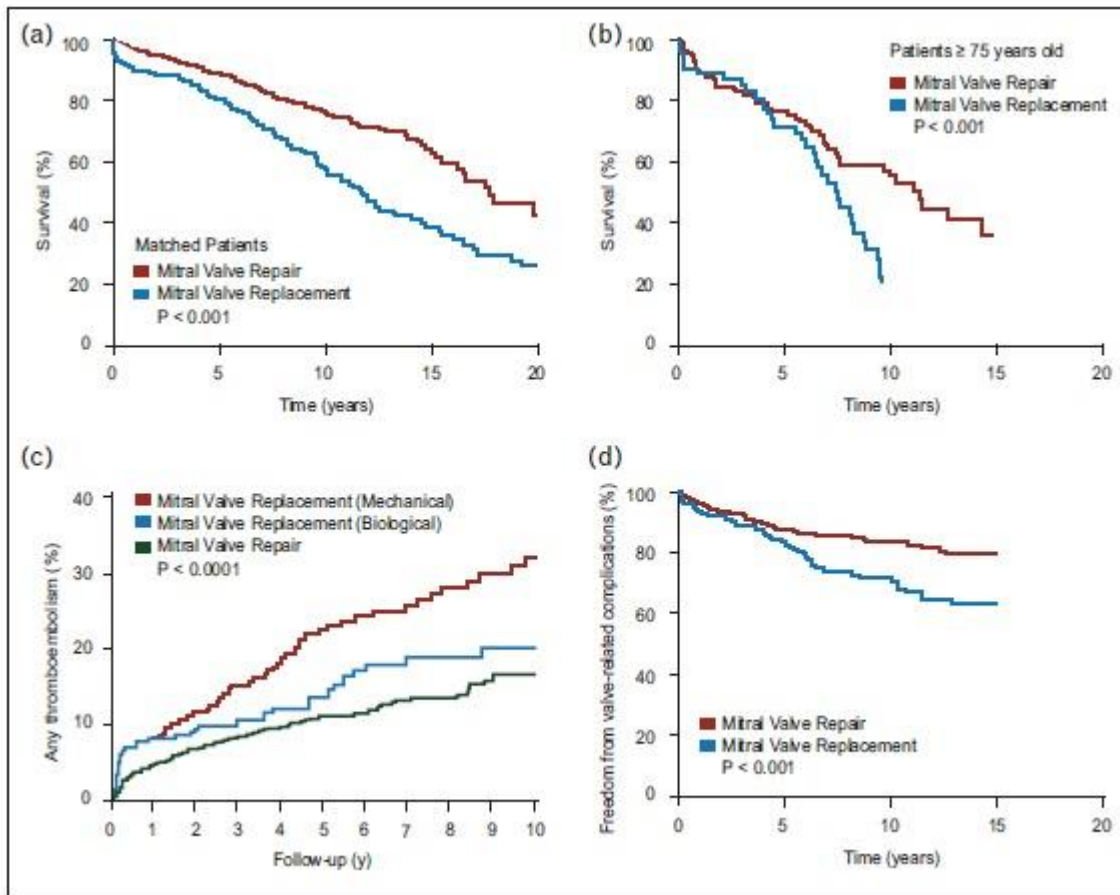 (a)
100
80
60
40
20
0
Survival (%)
Matched Patients
Mitral Valve Repair
Mitral Valve Replacement
P < 0.001
0 5 10 15 20
Time (years)
(b)
100
80
60
40
20
0
Survival (%)
Patients ≥ 75 years old
Mitral Valve Repair
Mitral Valve Replacement
P < 0.001
0 5 10 15 20
Time (years)
(c)
40
30
20
10
0
Any thromboembolism (%)
Mitral Valve Replacement (Mechanical)
Mitral Valve Replacement (Biological)
Mitral Valve Repair
P < 0.0001
0 1 2 3 4 5 6 7 8 9 10
Follow-up (y)
(d)
100
80
60
40
20
0
Freedom from valve-related complications (%)
Mitral Valve Repair
Mitral Valve Replacement
P < 0.001
0 5 10 15 20
Time (years)